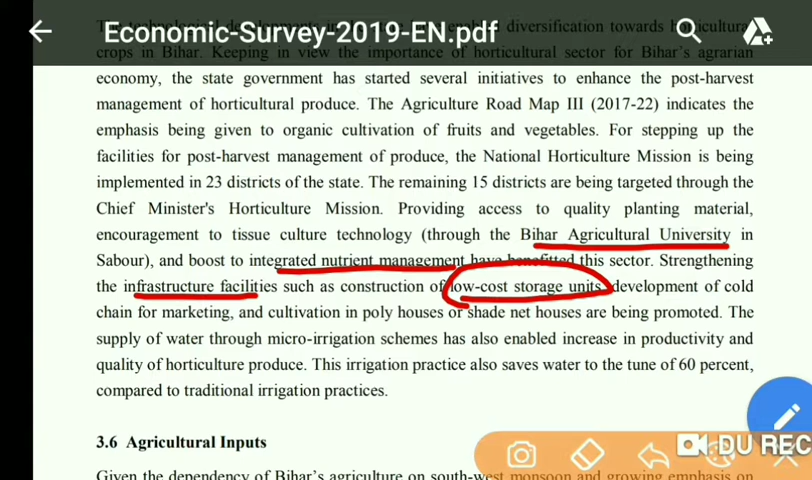 The technological developments in diversification towards horticultural
Economic-Survey-2019-EN.pdf
crops in Bihar. Keeping in view the importance of horticultural sector for Bihar's agrarian
economy, the state government has started several initiatives to enhance the post-harvest
management of horticultural produce. The Agriculture Road Map III (2017-22) indicates the
emphasis being given to organic cultivation of fruits and vegetables. For stepping up the
facilities for post-harvest management of produce, the National Horticulture Mission is being
implemented in 23 districts of the state. The remaining 15 districts are being targeted through the
Chief Minister's Horticulture Mission. Providing access to quality planting material,
encouragement to tissue culture technology (through the Bihar Agricultural University in
Sabour), and boost to integrated nutrient management have benefitted this sector. Strengthening
the infrastructure facilities such as construction of low-cost storage units, development of cold
chain for marketing, and cultivation in poly houses or shade net houses are being promoted. The
supply of water through micro-irrigation schemes has also enabled increase in productivity and
quality of horticulture produce. This irrigation practice also saves water to the tune of 60 percent,
compared to traditional irrigation practices.
3.6 Agricultural Inputs
DU REC
Given the dependency of Bihar's agriculture on south-west monsoon and growing emphasis on